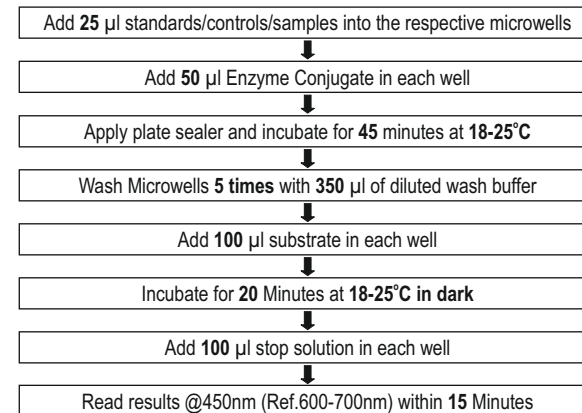 Add 25 µl standards/controls/samples into the respective microwells
Add 50 µl Enzyme Conjugate in each well
Apply plate sealer and incubate for 45 minutes at 18-25°C
Wash Microwells 5 times with 350 µl of diluted wash buffer
Add 100 µl substrate in each well
Incubate for 20 Minutes at 18-25°C in dark
Add 100 µl stop solution in each well
Read results @450nm (Ref.600-700nm) within 15 Minutes